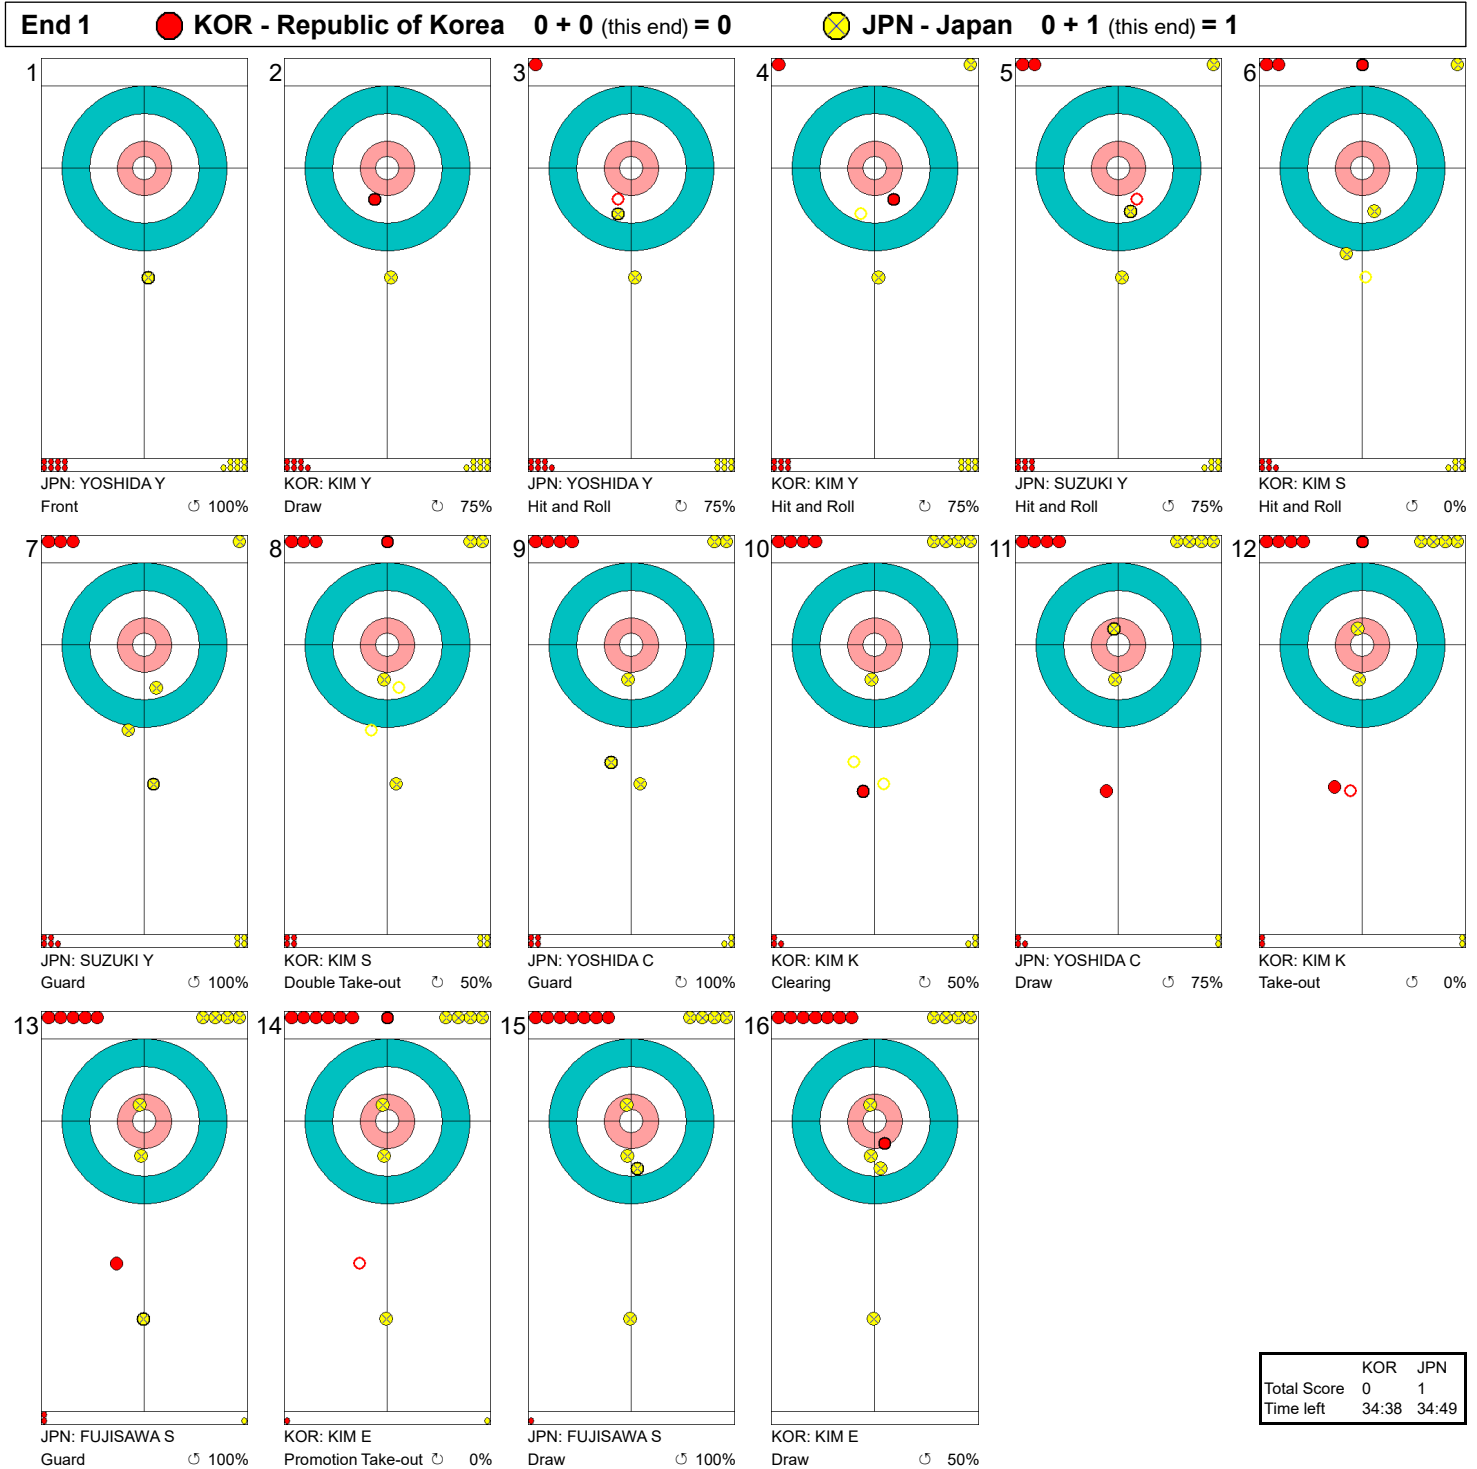 End 1 KOR - Republic of Korea 0 + 0 (this end) = 0 JPN - Japan 0 + 1 (this end) = 1
1 2 3 4 5 6
JPN: YOSHIDA Y KOR: KIM Y JPN: YOSHIDA Y KOR: KIM Y JPN: SUZUKI Y KOR: KIM S
Front ↺ 100% Draw ↻ 75% Hit and Roll ↺ 75% Hit and Roll ↻ 75% Hit and Roll ↺ 75% Hit and Roll ↺ 0%
7 8 9 10 11 12
JPN: SUZUKI Y KOR: KIM S JPN: YOSHIDA C KOR: KIM K JPN: YOSHIDA C KOR: KIM K
Guard ↺ 100% Double Take-out ↻ 50% Guard ↺ 100% Clearing ↻ 50% Draw ↺ 75% Take-out ↺ 0%
13 14 15 16
JPN: FUJISAWA S KOR: KIM E JPN: FUJISAWA S KOR: KIM E
Guard ↺ 100% Promotion Take-out ↻ 0% Draw ↺ 100% Draw ↺ 50%
KOR JPN
Total Score 0 1
Time left 34:38 34:49